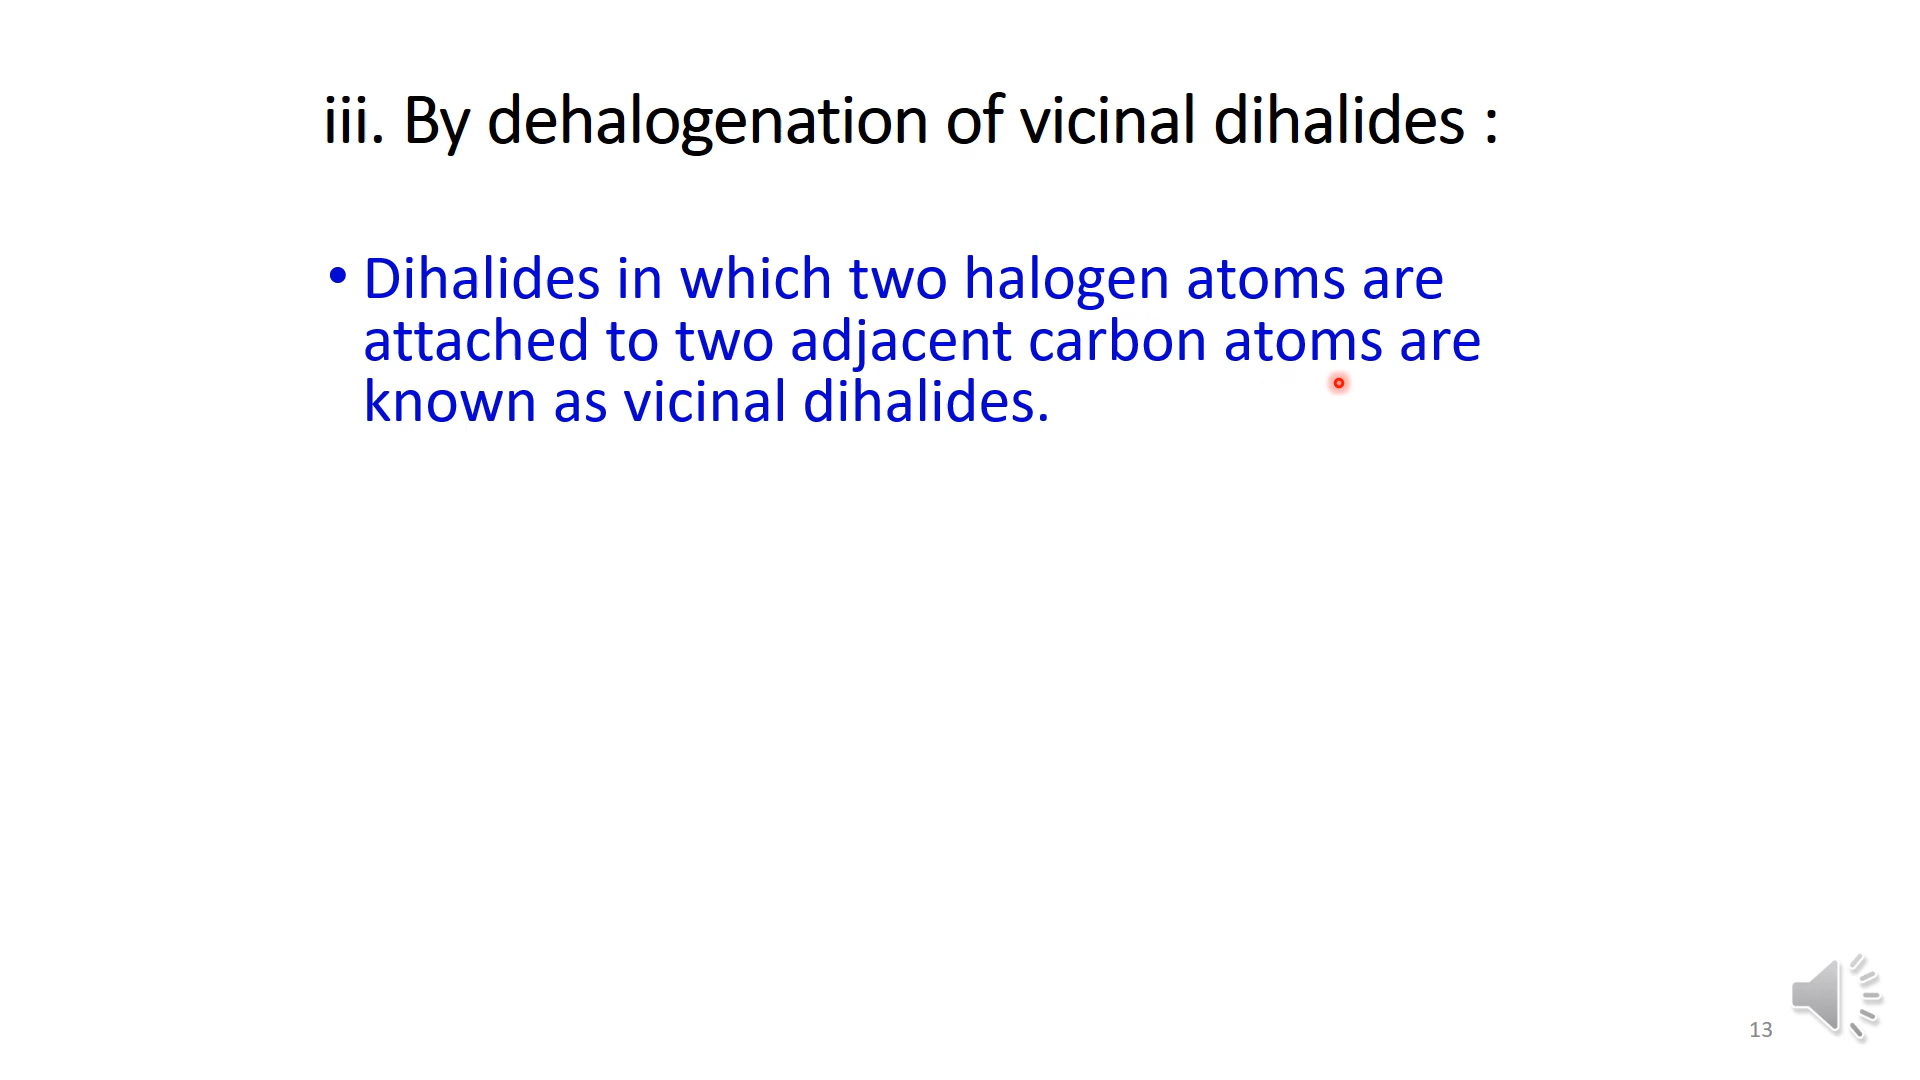 iii. By dehalogenation of vicinal dihalides :
• Dihalides in which two halogen atoms are
attached to two adjacent carbon atoms are
known as vicinal dihalides.
13